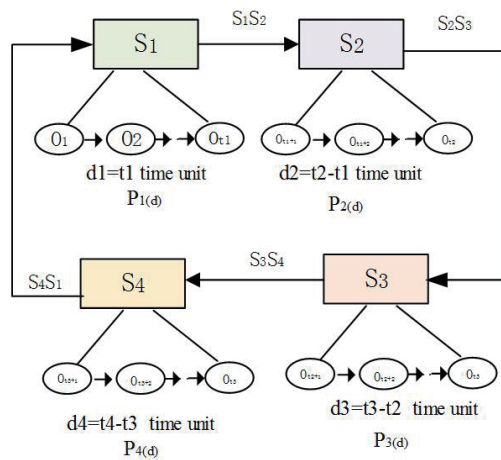 S1 S1S2 S2 S2S3
O1 O2 Ot1 Ot1+1 Ot1+2 Ot2
d1=t1 time unit d2=t2-t1 time unit
P1(d) P2(d)
S4S1 S4 S3S4 S3
Ot3+1 Ot3+2 Ot3 Ot2+1 Ot2+2 Ot3
d4=t4-t3 time unit d3=t3-t2 time unit
P4(d) P3(d)